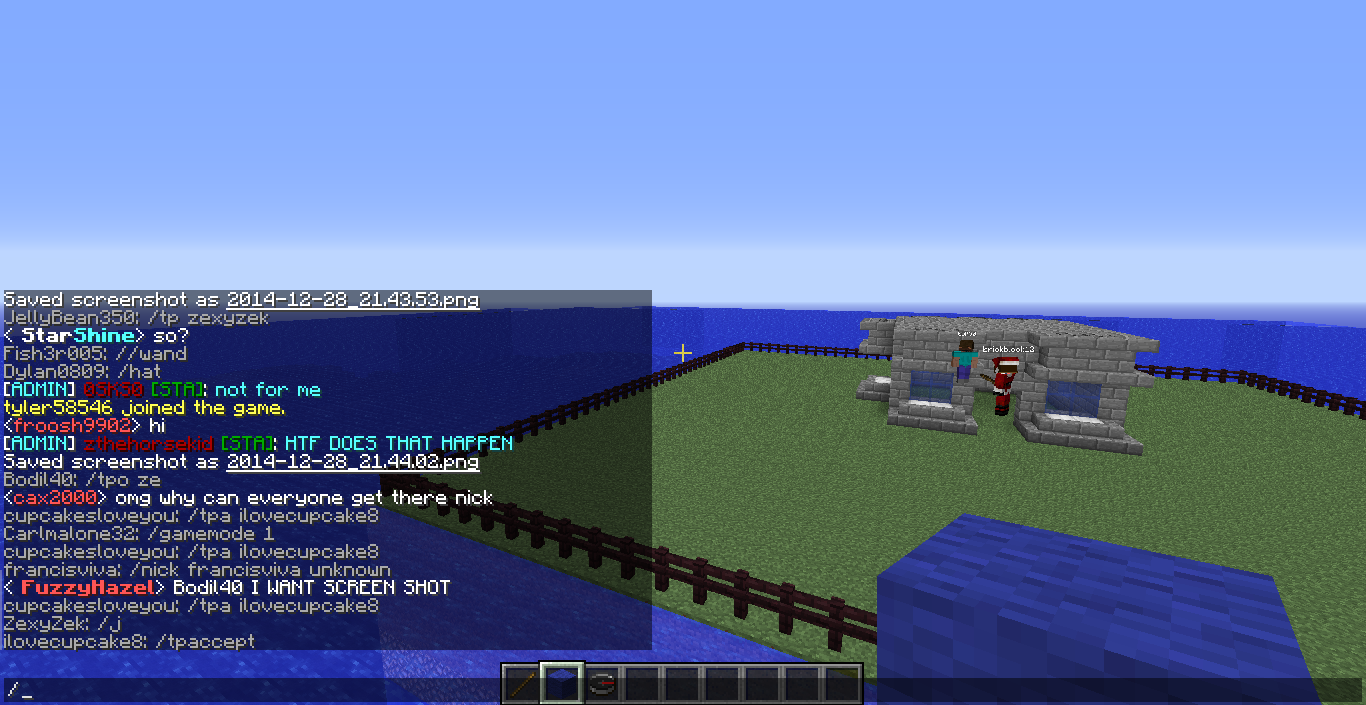 Saved screenshot as 2014-12-28_21.43.53.png
JellyBean350: /tp zexyzek
< StarShine> so?
Fish3r005: //wand
Dylan0809: /hat
[ADMIN] OSKSO [STA]: not for me
tyler58546 joined the game.
<froosh9902> hi
[ADMIN] zthehorsekid [STA]: HTF DOES THAT HAPPEN
Saved screenshot as 2014-12-28_21.44.02.png
Bodil40: /tpo ze
<cax2000> omg why can everyone get there nick
cupcakesloveyou: /tpa ilovecupcake8
Carlmalone32: /gamemode 1
cupcakesloveyou: /tpa ilovecupcake8
francisviva: /nick francisviva unknown
< FuzzyHazel> Bodil40 I WANT SCREEN SHOT
cupcakesloveyou: /tpa ilovecupcake8
ZexyZek: /j
ilovecupcake8: /tpaccept
/_